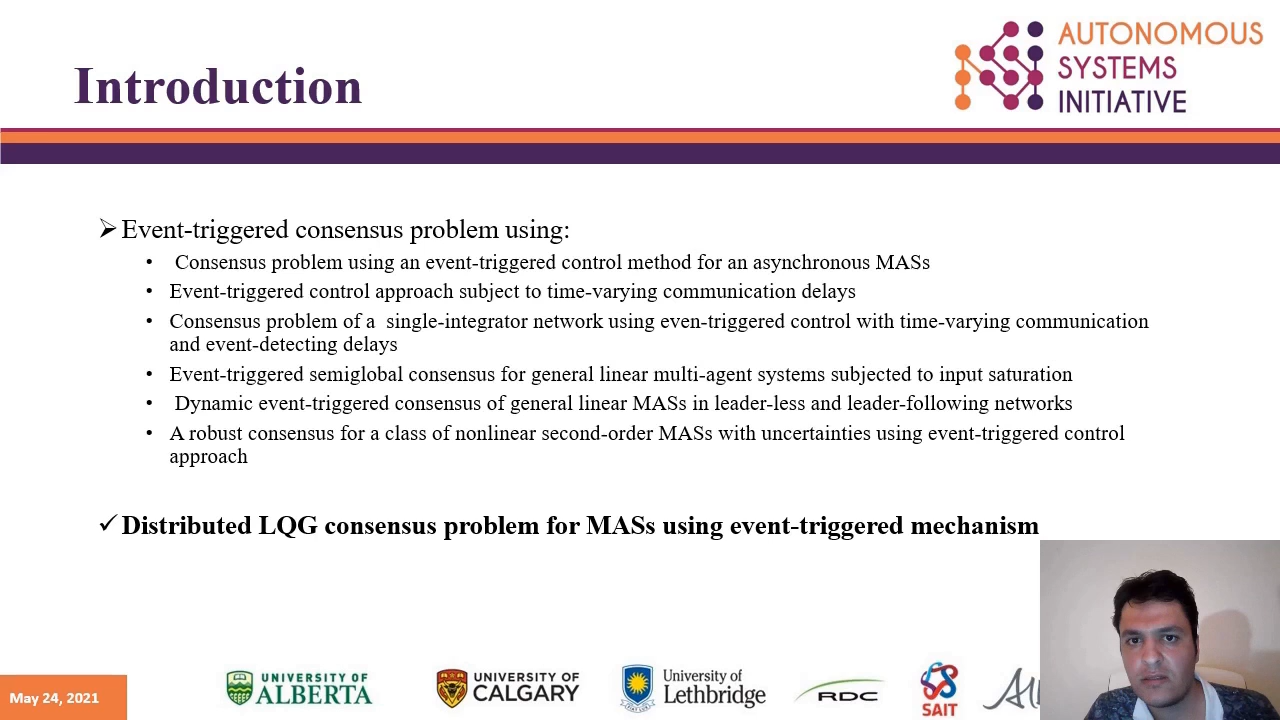 Introduction
AUTONOMOUS
SYSTEMS
INITIATIVE
Event-triggered consensus problem using:
• Consensus problem using an event-triggered control method for an asynchronous MASs
• Event-triggered control approach subject to time-varying communication delays
• Consensus problem of a single-integrator network using even-triggered control with time-varying communication
and event-detecting delays
• Event-triggered semiglobal consensus for general linear multi-agent systems subjected to input saturation
• Dynamic event-triggered consensus of general linear MASs in leader-less and leader-following networks
• A robust consensus for a class of nonlinear second-order MASs with uncertainties using event-triggered control
approach
Distributed LQG consensus problem for MASs using event-triggered mechanism
May 24, 2021
UNIVERSITY OF
ALBERTA
UNIVERSITY OF
CALGARY
University of
Lethbridge
RDC
SAIT